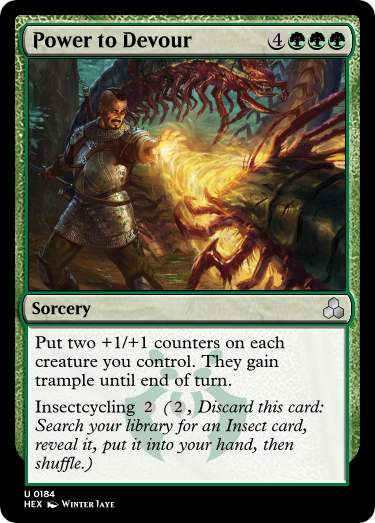 Power to Devour 4
Sorcery
Put two +1/+1 counters on each
creature you control. They gain
trample until end of turn.
Insectcycling 2 (2, Discard this card:
Search your library for an Insect card,
reveal it, put it into your hand, then
shuffle.)
U 0184
HEX Winter Jaye